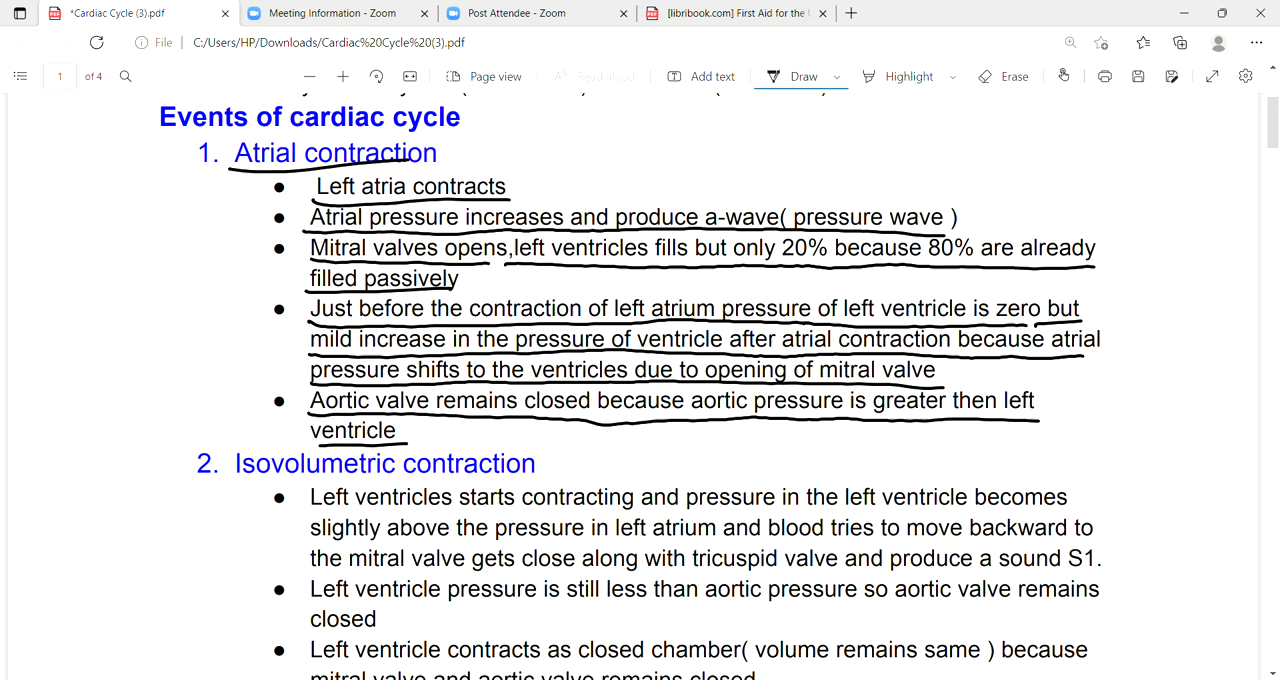 *Cardiac Cycle (3).pdf
Meeting Information - Zoom
Post Attendee - Zoom
[libribook.com] First Aid for the
File C:/Users/HP/Downloads/Cardiac%20Cycle%20(3).pdf
1 of 4 Page view Read aloud Add text Draw Highlight Erase
Events of cardiac cycle
1. Atrial contraction
● Left atria contracts
● Atrial pressure increases and produce a-wave( pressure wave )
● Mitral valves opens,left ventricles fills but only 20% because 80% are already
filled passively
● Just before the contraction of left atrium pressure of left ventricle is zero but
mild increase in the pressure of ventricle after atrial contraction because atrial
pressure shifts to the ventricles due to opening of mitral valve
● Aortic valve remains closed because aortic pressure is greater then left
ventricle
2. Isovolumetric contraction
● Left ventricles starts contracting and pressure in the left ventricle becomes
slightly above the pressure in left atrium and blood tries to move backward to
the mitral valve gets close along with tricuspid valve and produce a sound S1.
● Left ventricle pressure is still less than aortic pressure so aortic valve remains
closed
● Left ventricle contracts as closed chamber( volume remains same ) because
mitral valve and aortic valve remains closed